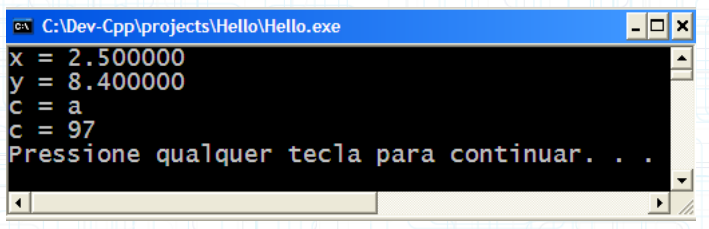 C:\Dev-Cpp\projects\Hello\Hello.exe
x = 2.500000
y = 8.400000
c = a
c = 97
Pressione qualquer tecla para continuar. . .